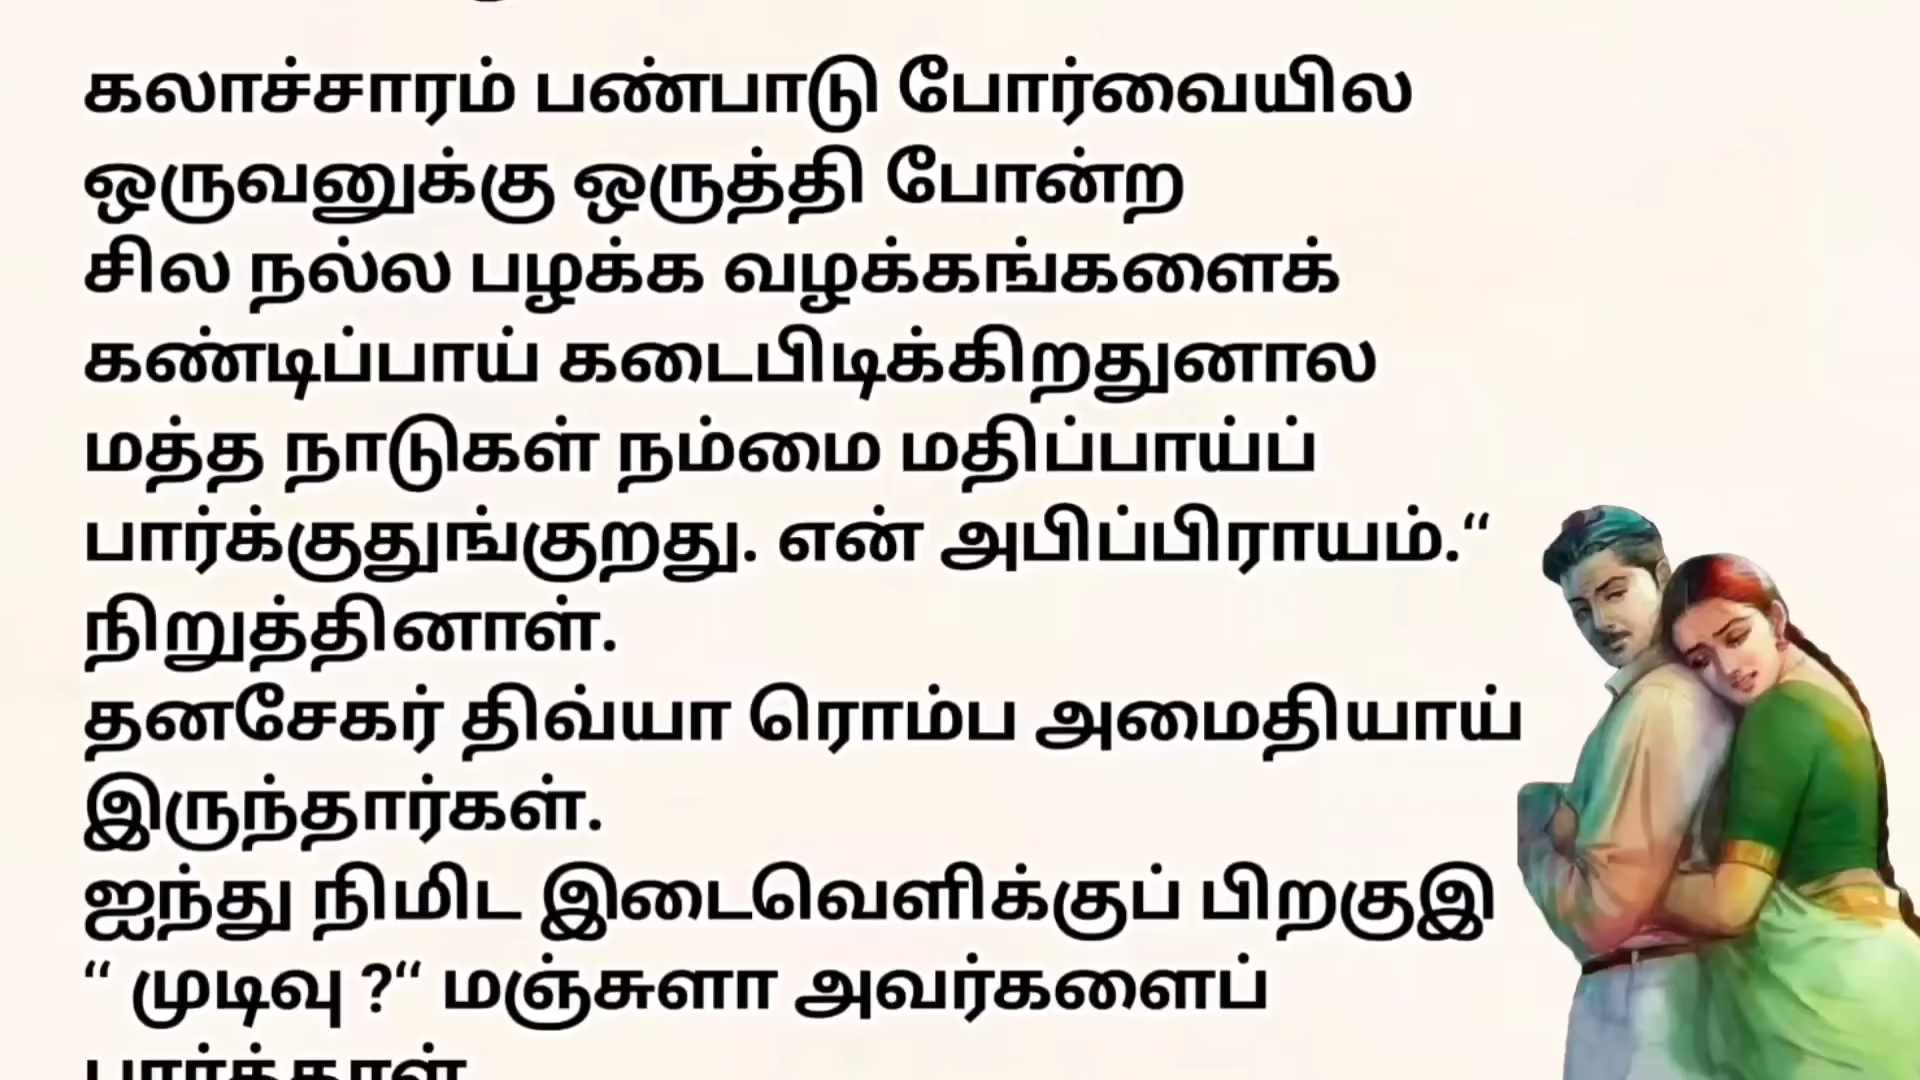 கலாச்சாரம் பண்பாடு போர்வையில
ஒருவனுக்கு ஒருத்தி போன்ற
சில நல்ல பழக்க வழக்கங்களைக்
கண்டிப்பாய் கடைபிடிக்கிறதுனால
மத்த நாடுகள் நம்மை மதிப்பாய்ப்
பார்க்குதுங்குறது. என் அபிப்பிராயம்.“
நிறுத்தினாள்.
தனசேகர் திவ்யா ரொம்ப அமைதியாய்
இருந்தார்கள்.
ஐந்து நிமிட இடைவெளிக்குப் பிறகுஇ
“ முடிவு ?“ மஞ்சுளா அவர்களைப்
பார்த்தாள்